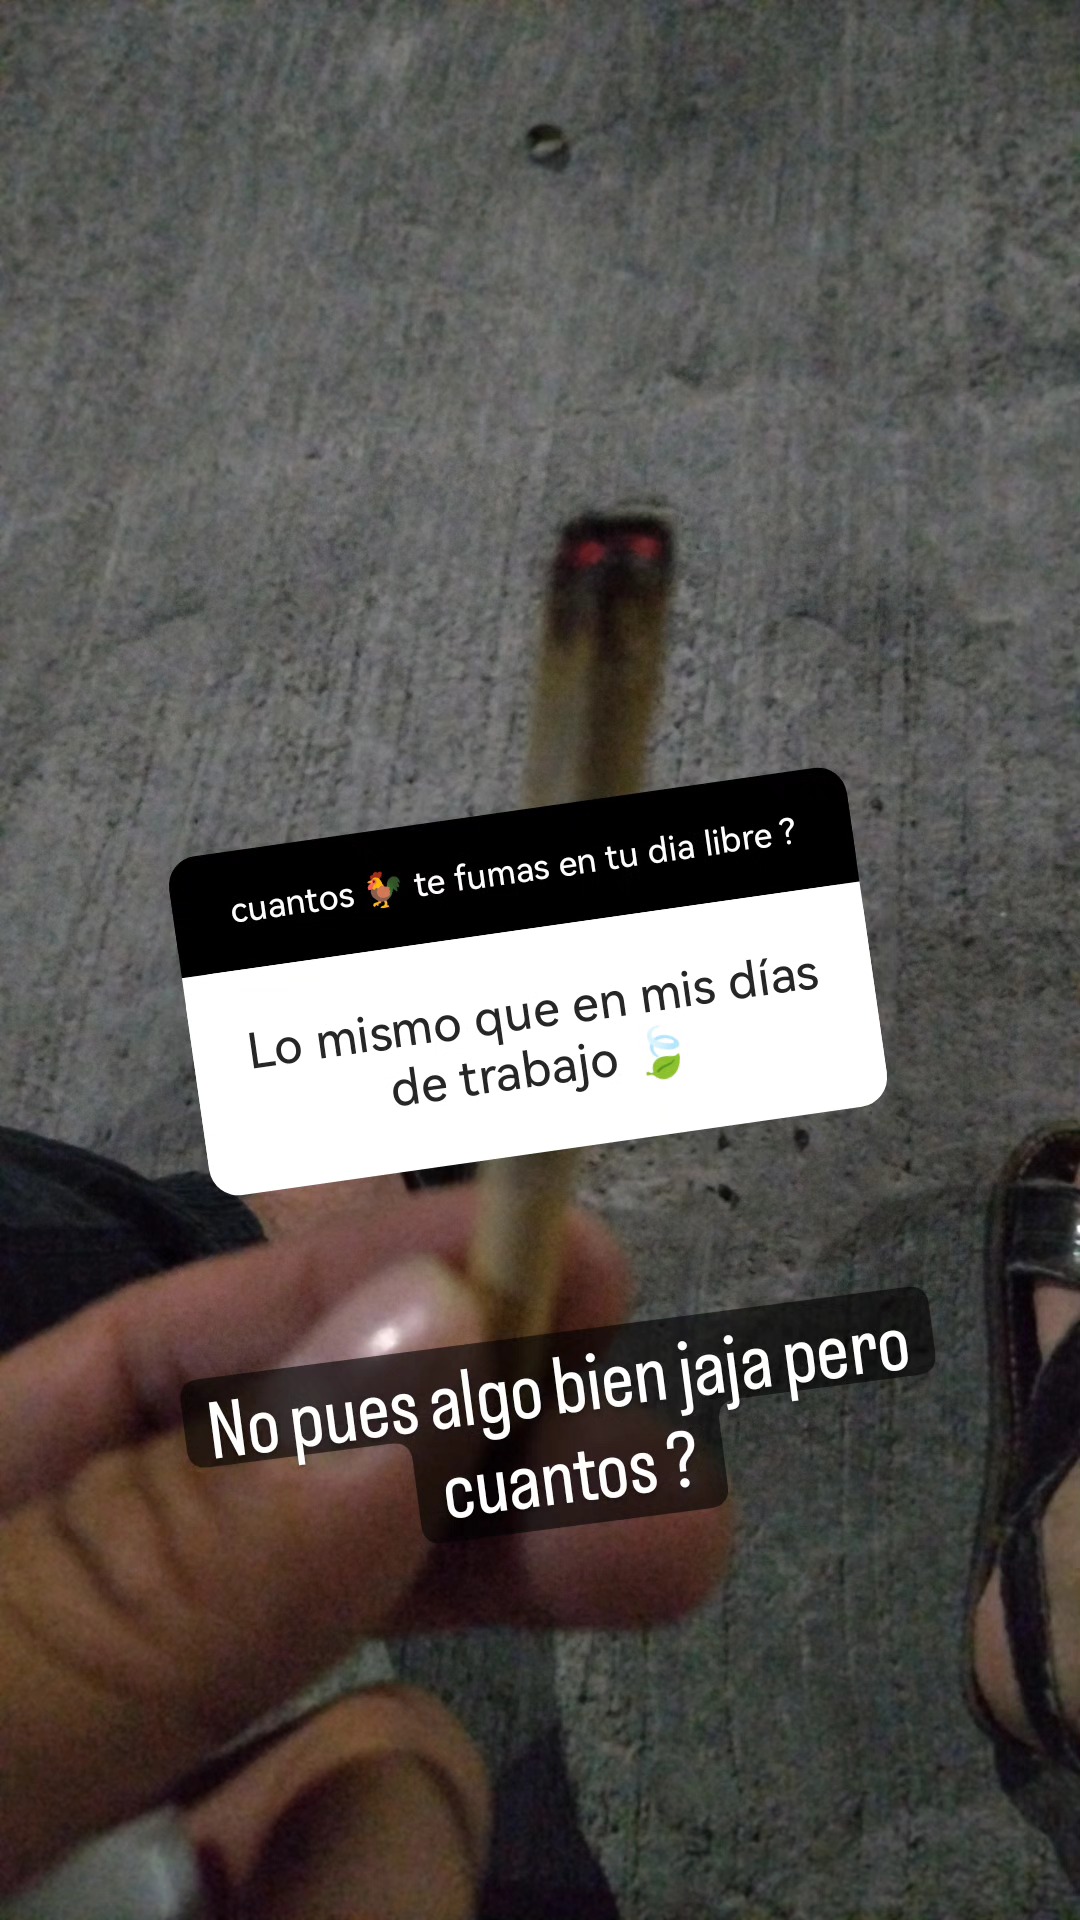 cuantos 🐓 te fumas en tu dia libre ?
Lo mismo que en mis días
de trabajo 🍃
No pues algo bien jaja pero
cuantos ?